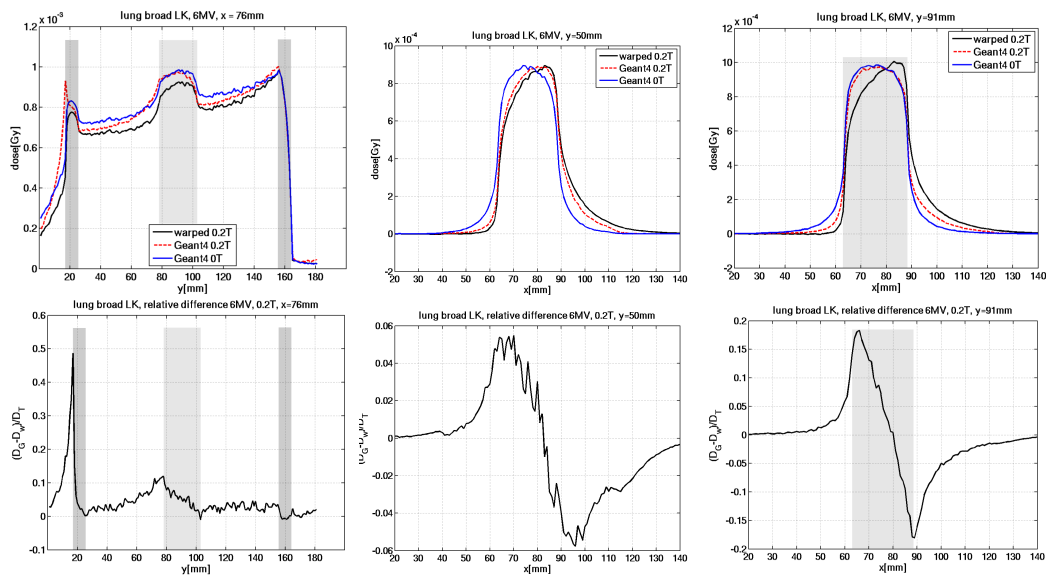 lung broad LK, 6MV, x = 76mm
x 10⁻³
1.2
1
0.8
0.6
0.4
0.2
0
dose[Gy]
warped 0.2T
Geant4 0.2T
Geant4 0T
20 40 60 80 100 120 140 160 180
y[mm]
lung broad LK, 6MV, y=50mm
x 10⁻⁴
10
8
6
4
2
0
-2
dose[Gy]
warped 0.2T
Geant4 0.2T
Geant4 0T
20 30 40 50 60 70 80 90 100 110 120 130 140
x[mm]
lung broad LK, 6MV, y=91mm
x 10⁻⁴
12
10
8
6
4
2
0
-2
dose[Gy]
warped 0.2T
Geant4 0.2T
Geant4 0T
20 30 40 50 60 70 80 90 100 110 120 130 140
x[mm]
lung broad LK, relative difference 6MV, 0.2T, x=76mm
0.6
0.5
0.4
0.3
0.2
0.1
0
-0.1
(D_G-D_w)/D_T
20 40 60 80 100 120 140 160 180
y[mm]
lung broad LK, relative difference 6MV, 0.2T, y=50mm
0.06
0.04
0.02
0
-0.02
-0.04
-0.06
(D_G-D_w)/D_T
20 30 40 50 60 70 80 90 100 110 120 130 140
x[mm]
lung broad LK, relative difference 6MV, 0.2T, y=91mm
0.2
0.15
0.1
0.05
0
-0.05
-0.1
-0.15
-0.2
(D_G-D_w)/D_T
20 30 40 50 60 70 80 90 100 110 120 130 140
x[mm]